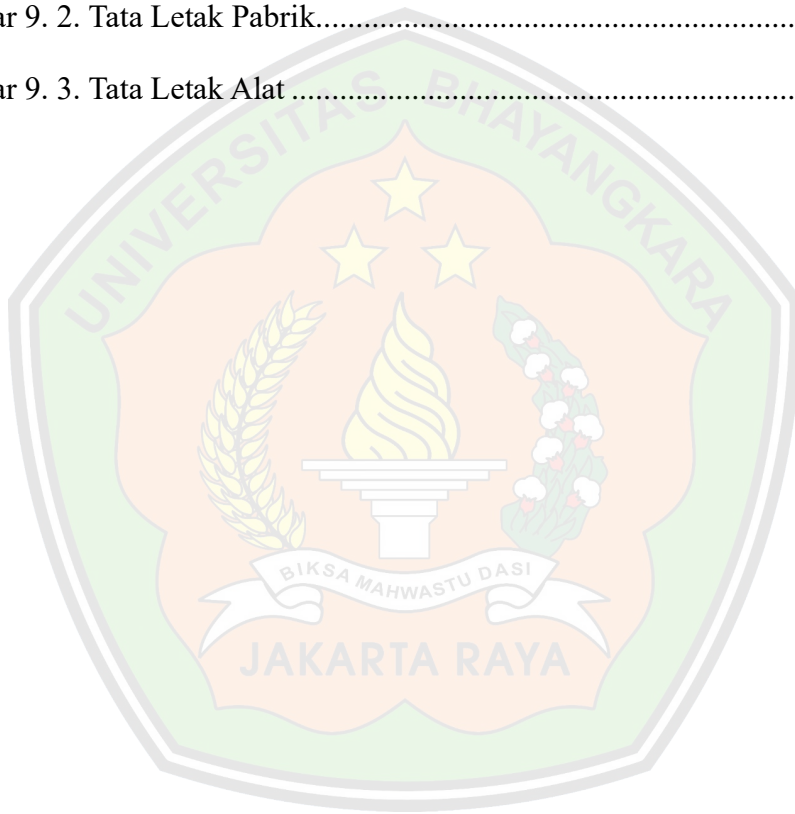 ar 9. 2. Tata Letak Pabrik................................................................................
ar 9. 3. Tata Letak Alat ....................................................................................
UNIVERSITAS BHAYANGKARA
BIKSA MAHWASTU DASI
JAKARTA RAYA